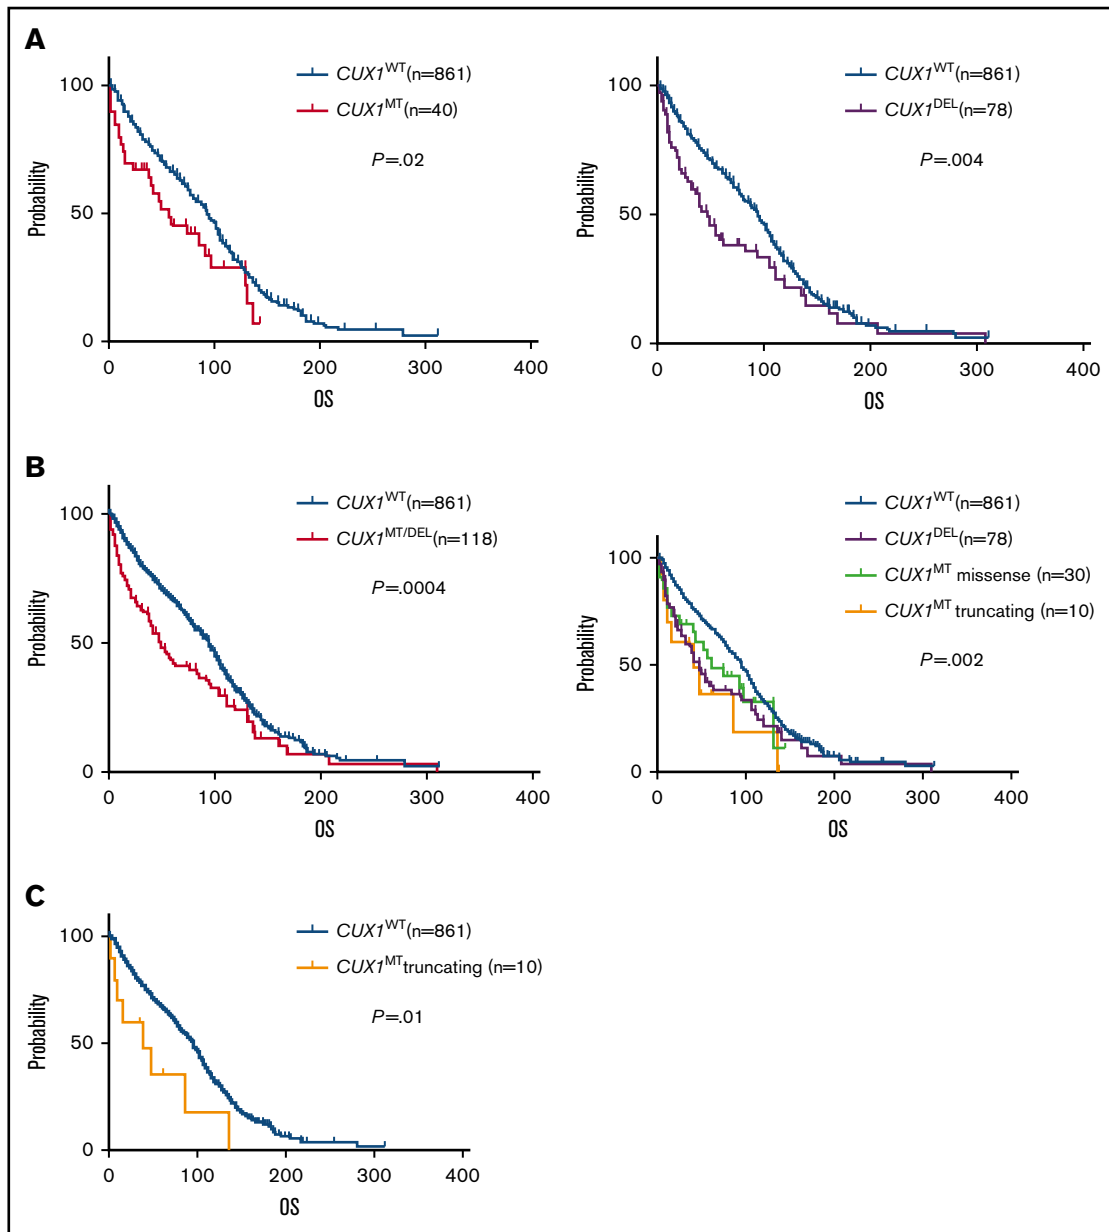 A
CUX1WT(n=861)
CUX1MT(n=40)
P=.02
100
50
0
Probability
0 100 200 300 400
OS
CUX1WT(n=861)
CUX1DEL(n=78)
P=.004
100
50
0
Probability
0 100 200 300 400
OS
B
CUX1WT(n=861)
CUX1MT/DEL(n=118)
P=.0004
100
50
0
Probability
0 100 200 300 400
OS
CUX1WT(n=861)
CUX1DEL(n=78)
CUX1MT missense (n=30)
CUX1MT truncating (n=10)
P=.002
100
50
0
Probability
0 100 200 300 400
OS
C
CUX1WT(n=861)
CUX1MTtruncating (n=10)
P=.01
100
50
0
Probability
0 100 200 300 400
OS